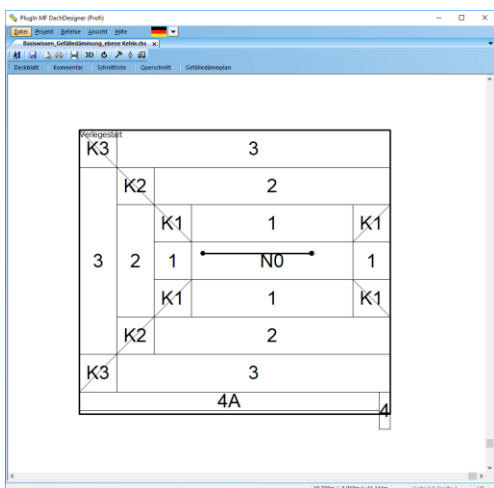 PlugIn MF DachDesigner (Profi)
Datei Projekt Befehle Ansicht Hilfe
Basiswissen_Gefälledämmung_ebene Kehle.rbs x
3D
Deckblatt Kommentar Schnittliste Querschnitt Gefälledämmplan
Verlegestart
K3 3
K2 2
K1 1 K1
3 2 1 N0 1
K1 1 K1
K2 2
K3 3
4A
4